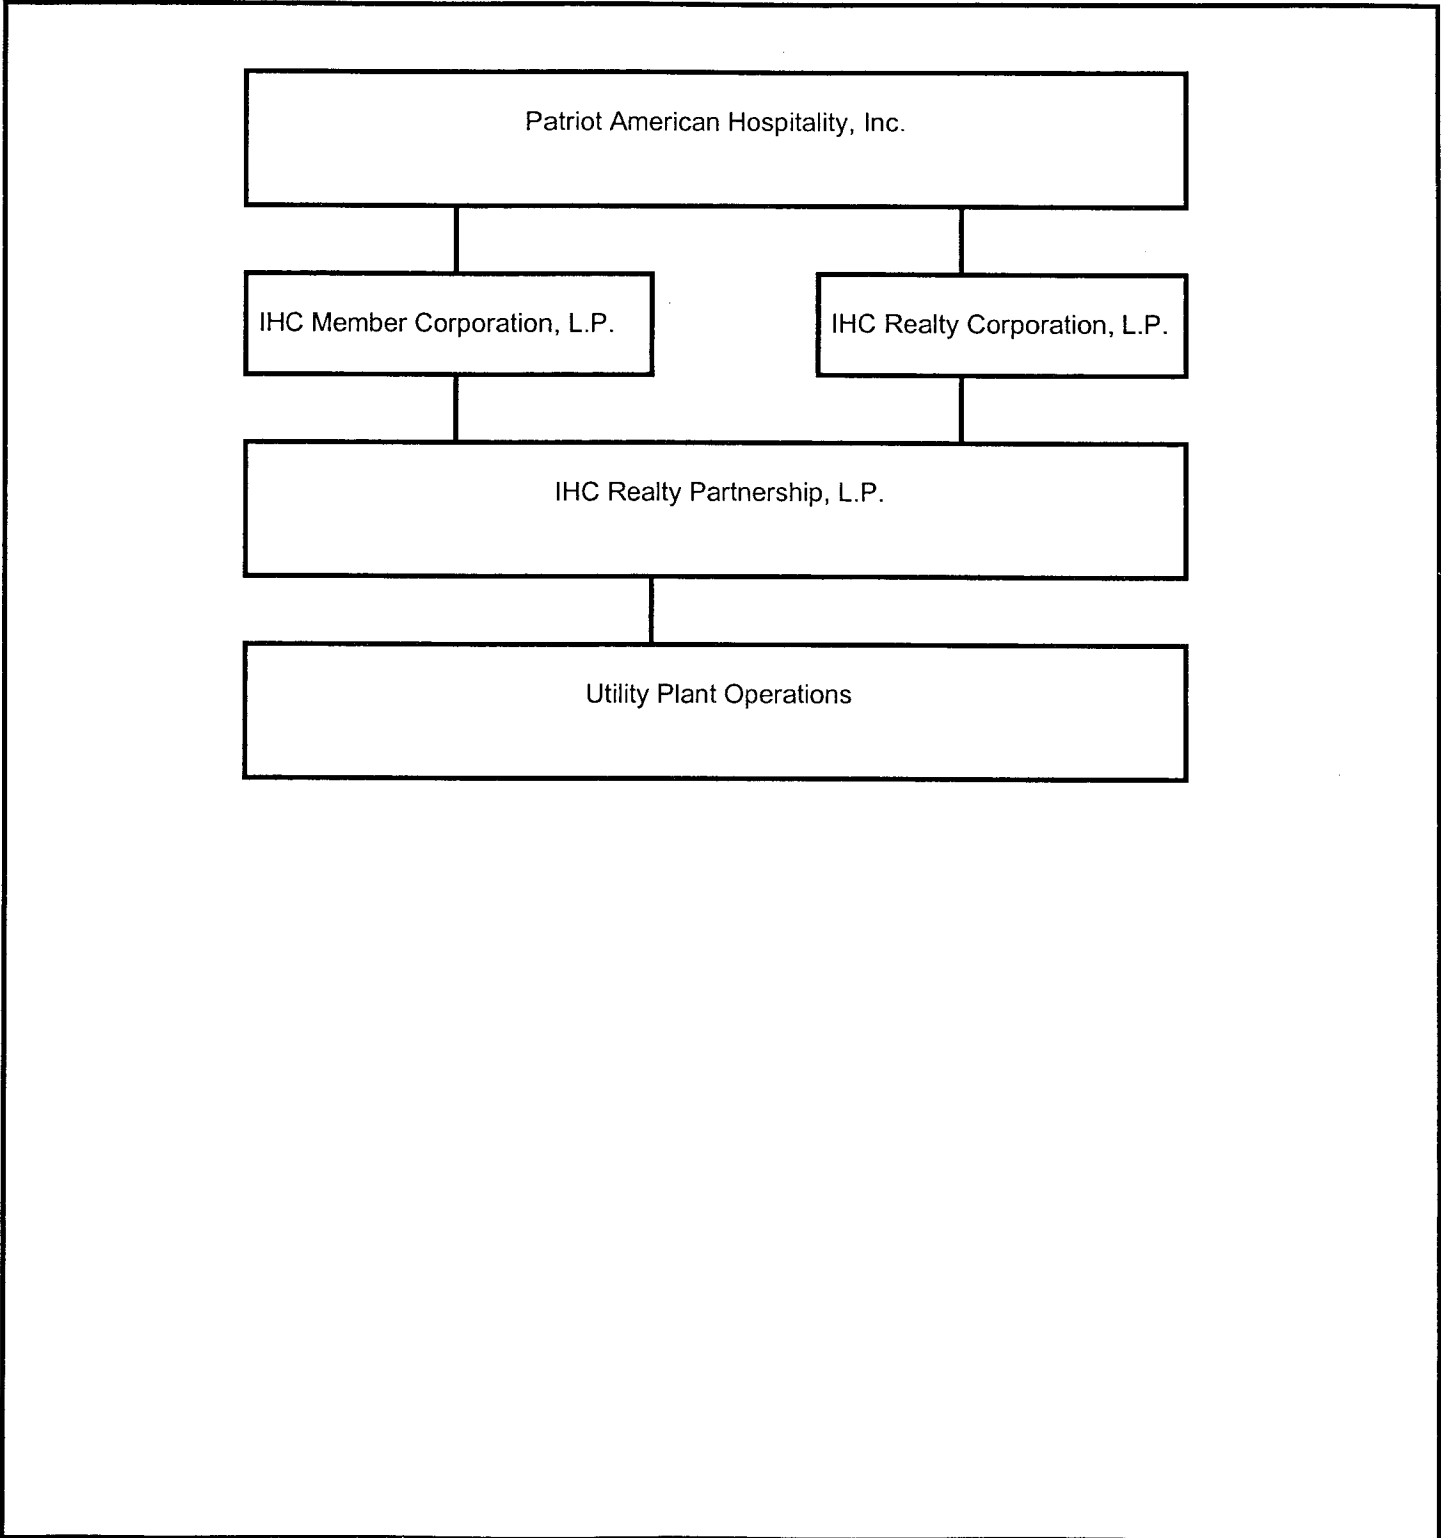 Patriot American Hospitality, Inc.
IHC Member Corporation, L.P.
IHC Realty Corporation, L.P.
IHC Realty Partnership, L.P.
Utility Plant Operations